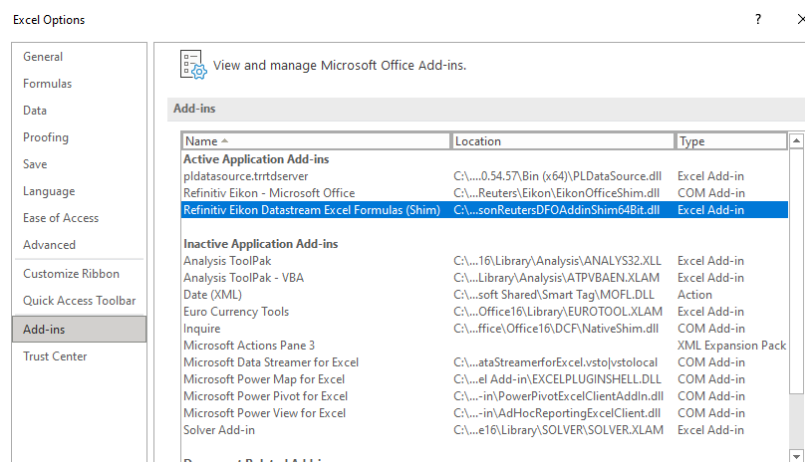 Excel Options ? ×
General
Formulas
Data
Proofing
Save
Language
Ease of Access
Advanced
Customize Ribbon
Quick Access Toolbar
Add-ins
Trust Center
View and manage Microsoft Office Add-ins.
Add-ins
Name Location Type
Active Application Add-ins
pldatasource.trrtdserver C:\....0.54.57\Bin (x64)\PLDataSource.dll Excel Add-in
Refinitiv Eikon - Microsoft Office C:\...Reuters\Eikon\EikonOfficeShim.dll COM Add-in
Refinitiv Eikon Datastream Excel Formulas (Shim) C:\...sonReutersDFOAddinShim64Bit.dll Excel Add-in
Inactive Application Add-ins
Analysis ToolPak C:\...16\Library\Analysis\ANALYS32.XLL Excel Add-in
Analysis ToolPak - VBA C:\...Library\Analysis\ATPVBAEN.XLAM Excel Add-in
Date (XML) C:\...soft Shared\Smart Tag\MOFL.DLL Action
Euro Currency Tools C:\...Office16\Library\EUROTOOL.XLAM Excel Add-in
Inquire C:\...ffice\Office16\DCF\NativeShim.dll COM Add-in
Microsoft Actions Pane 3 XML Expansion Pack
Microsoft Data Streamer for Excel C:\...ataStreamerforExcel.vsto|vstolocal COM Add-in
Microsoft Power Map for Excel C:\...el Add-in\EXCELPLUGINSHELL.DLL COM Add-in
Microsoft Power Pivot for Excel C:\...-in\PowerPivotExcelClientAddIn.dll COM Add-in
Microsoft Power View for Excel C:\...-in\AdHocReportingExcelClient.dll COM Add-in
Solver Add-in C:\...e16\Library\SOLVER\SOLVER.XLAM Excel Add-in